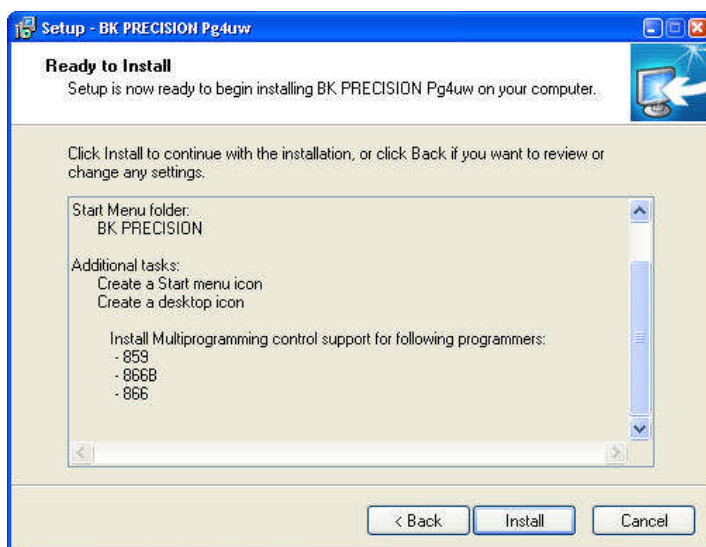 Setup - BK PRECISION Pg4uw
Ready to Install
Setup is now ready to begin installing BK PRECISION Pg4uw on your computer.
Click Install to continue with the installation, or click Back if you want to review or
change any settings.
Start Menu folder:
BK PRECISION
Additional tasks:
Create a Start menu icon
Create a desktop icon
Install Multiprogramming control support for following programmers:
- 859
- 866B
- 866
< Back
Install
Cancel